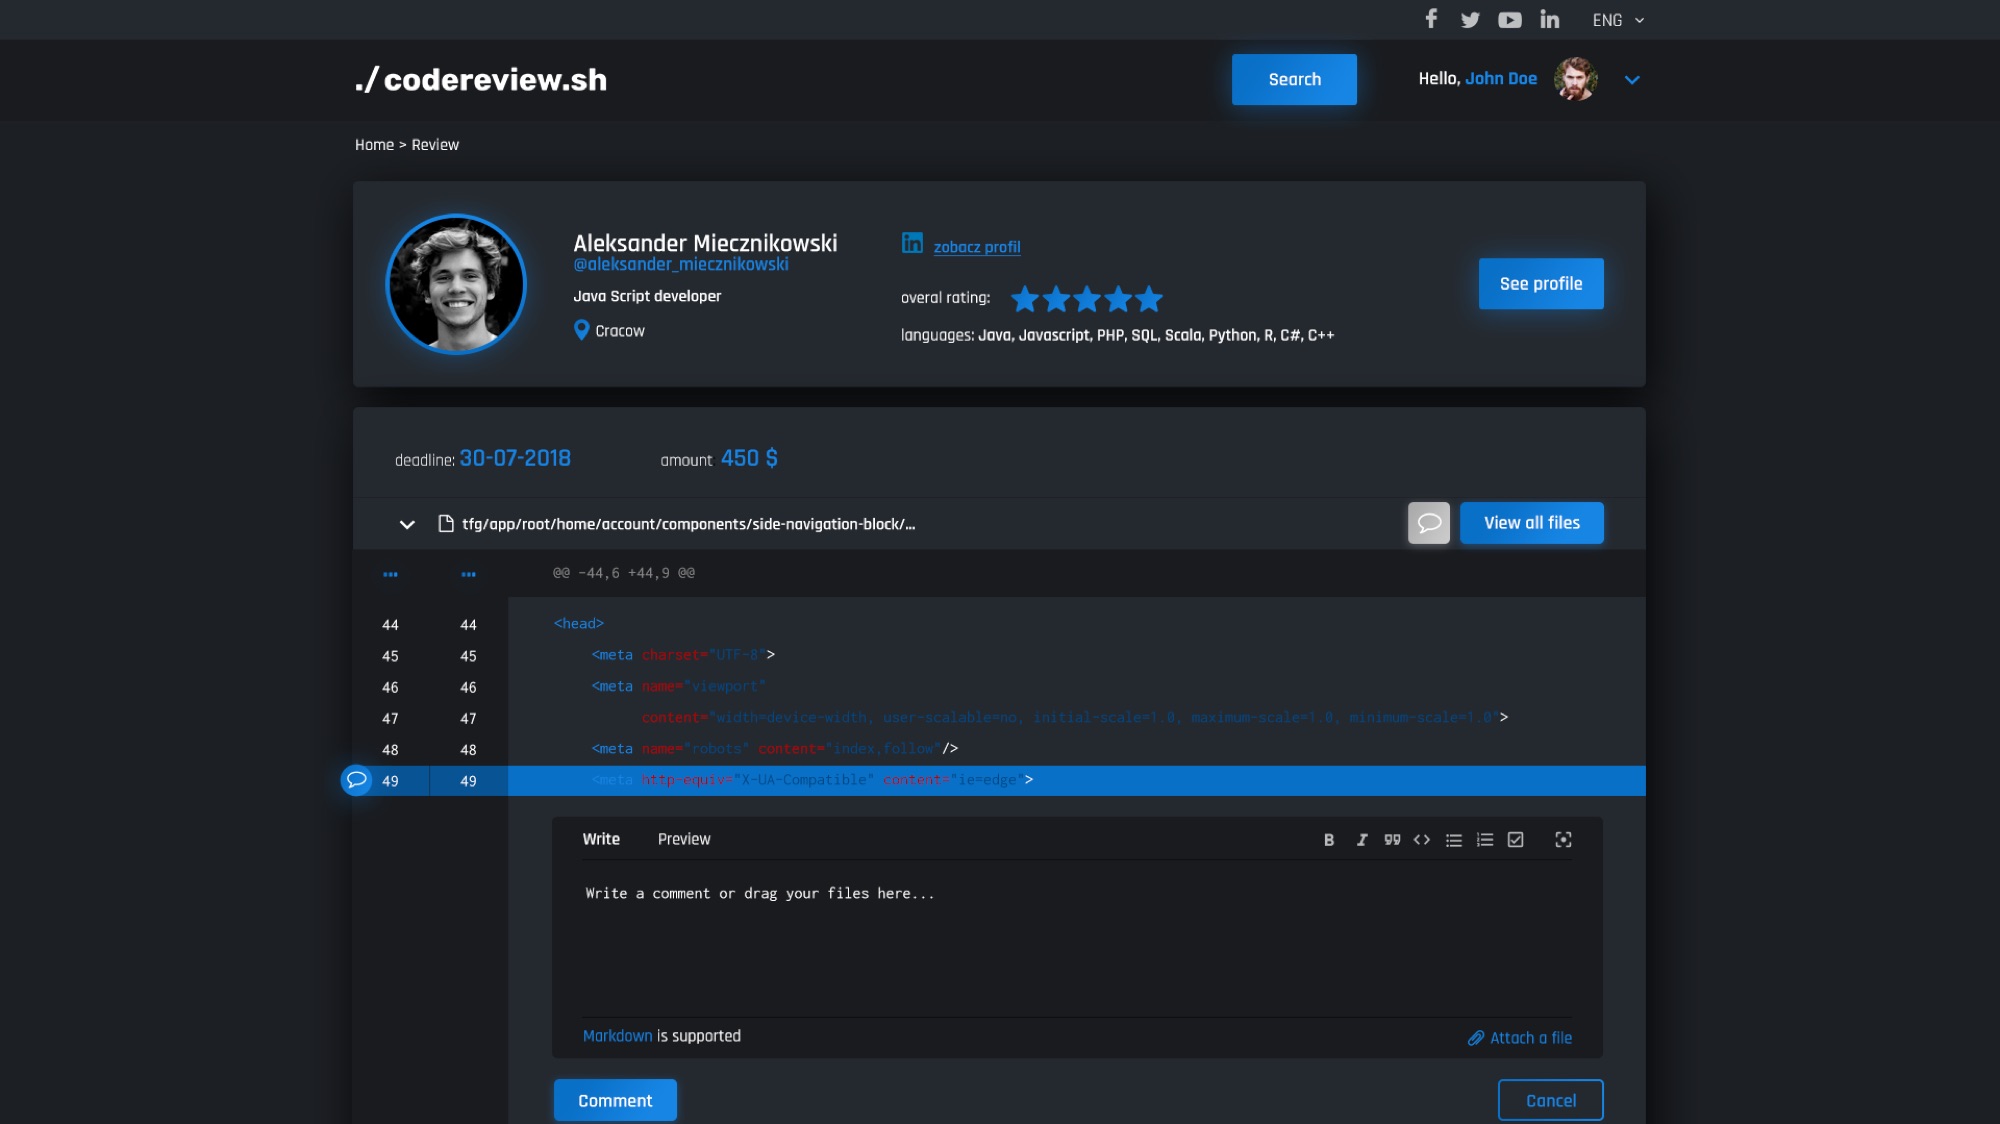 ENG
./codereview.sh
Search
Hello, John Doe
Home > Review
Aleksander Miecznikowski
@aleksander_miecznikowski
Java Script developer
Cracow
zobacz profil
overal rating:
languages: Java, Javascript, PHP, SQL, Scala, Python, R, C#, C++
See profile
deadline: 30-07-2018
amount 450 $
tfg/app/root/home/account/components/side-navigation-block/...
View all files
... ... @@ -44,6 +44,9 @@
44 44 <head>
45 45 <meta charset="UTF-8">
46 46 <meta name="viewport"
47 47 content="width=device-width, user-scalable=no, initial-scale=1.0, maximum-scale=1.0, minimum-scale=1.0">
48 48 <meta name="robots" content="index,follow"/>
49 49 <meta http-equiv="X-UA-Compatible" content="ie=edge">
Write Preview
Write a comment or drag your files here...
Markdown is supported
Attach a file
Comment
Cancel